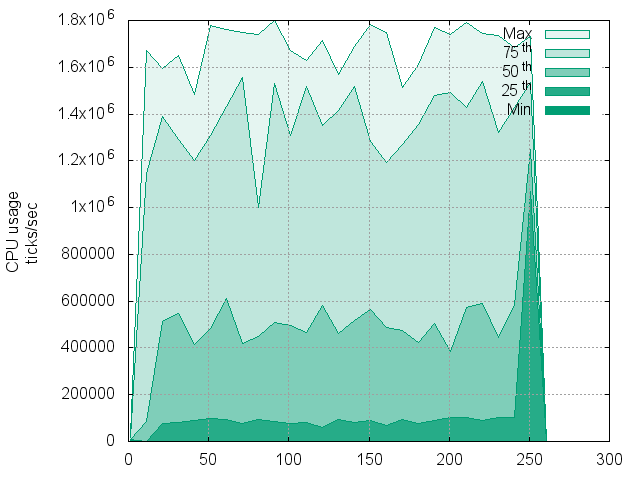 1.8x10^6
1.6x10^6
1.4x10^6
1.2x10^6
1x10^6
800000
600000
400000
200000
0
CPU usage
ticks/sec
Max
75^th
50^th
25^th
Min
0 50 100 150 200 250 300